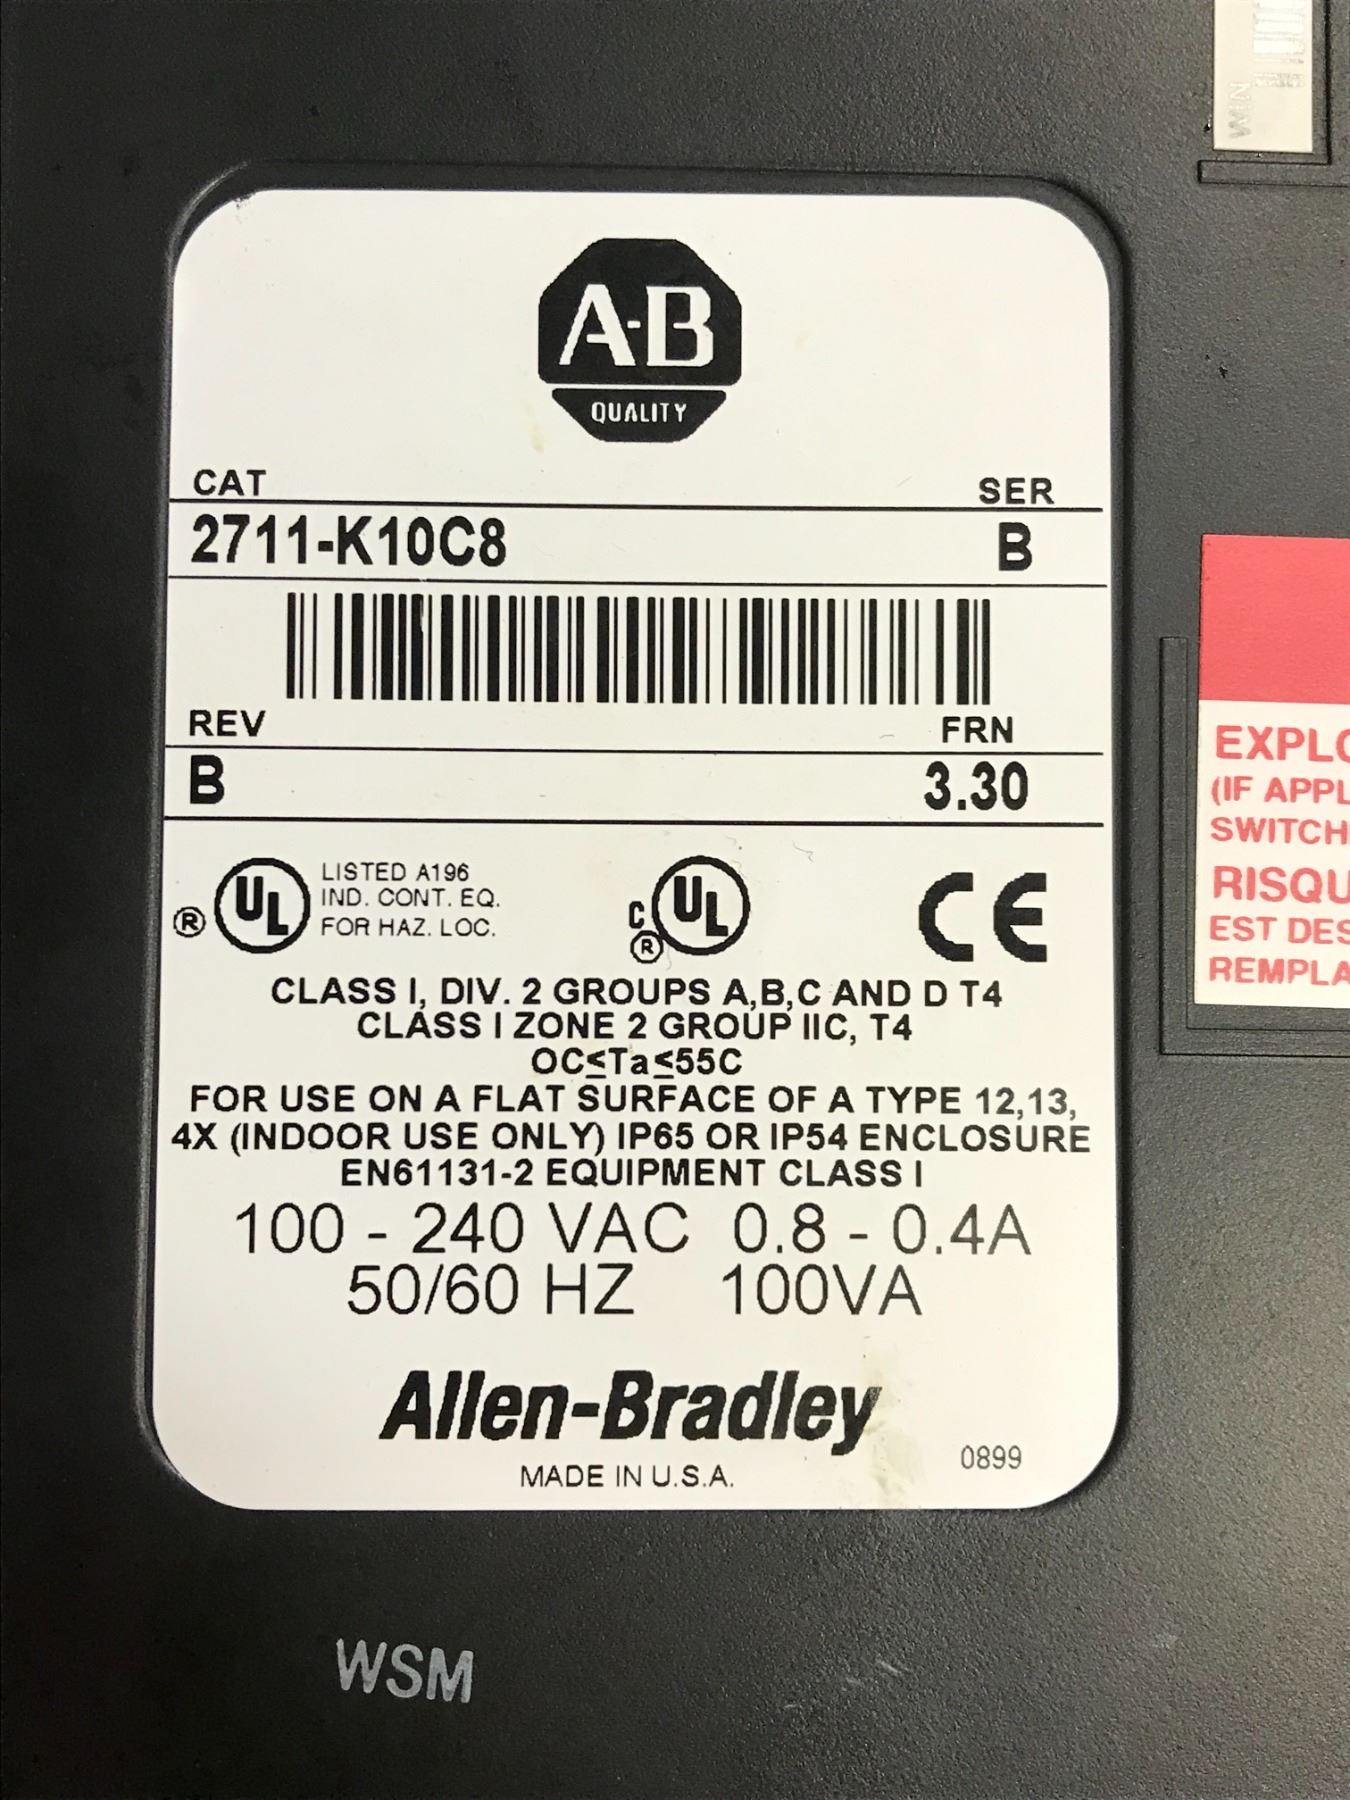 WIN
A-B
QUALITY
CAT
SER
2711-K10C8
B
REV
FRN
B
3.30
® UL LISTED A196
IND. CONT. EQ.
FOR HAZ. LOC.
C UL ®
CE
CLASS I, DIV. 2 GROUPS A,B,C AND D T4
CLASS I ZONE 2 GROUP IIC, T4
OC≤Ta≤55C
FOR USE ON A FLAT SURFACE OF A TYPE 12,13,
4X (INDOOR USE ONLY) IP65 OR IP54 ENCLOSURE
EN61131-2 EQUIPMENT CLASS I
100 - 240 VAC 0.8 - 0.4A
50/60 HZ 100VA
Allen-Bradley
MADE IN U.S.A.
0899
EXPLO
(IF APPL
SWITCH
RISQU
EST DES
REMPLA
WSM